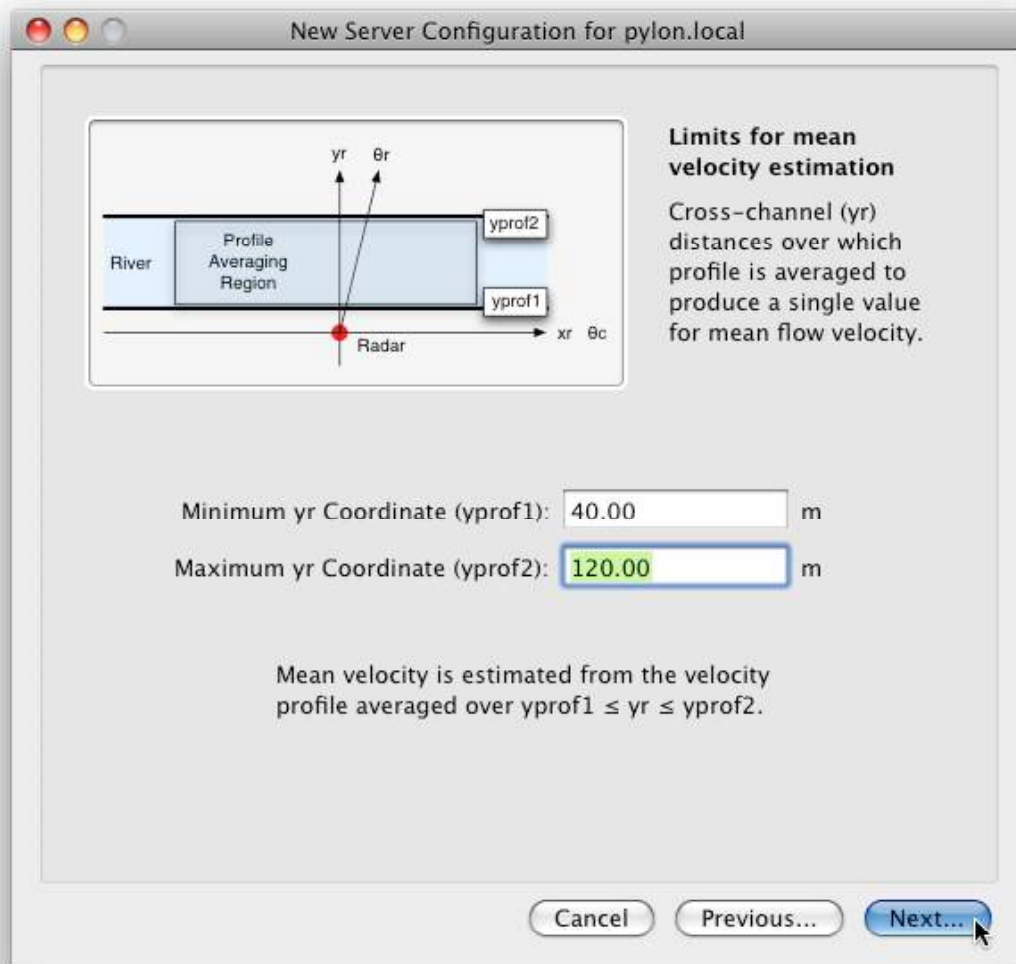 New Server Configuration for pylon.local
yr θr
yprof2
Profile
Averaging
Region
River
yprof1
xr θc
Radar
Limits for mean
velocity estimation
Cross-channel (yr)
distances over which
profile is averaged to
produce a single value
for mean flow velocity.
Minimum yr Coordinate (yprof1): 40.00 m
Maximum yr Coordinate (yprof2): 120.00 m
Mean velocity is estimated from the velocity
profile averaged over yprof1 ≤ yr ≤ yprof2.
Cancel Previous... Next...